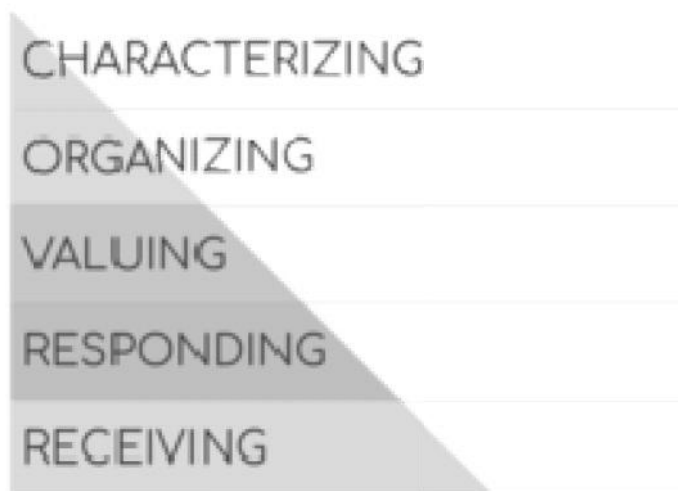 CHARACTERIZING
ORGANIZING
VALUING
RESPONDING
RECEIVING